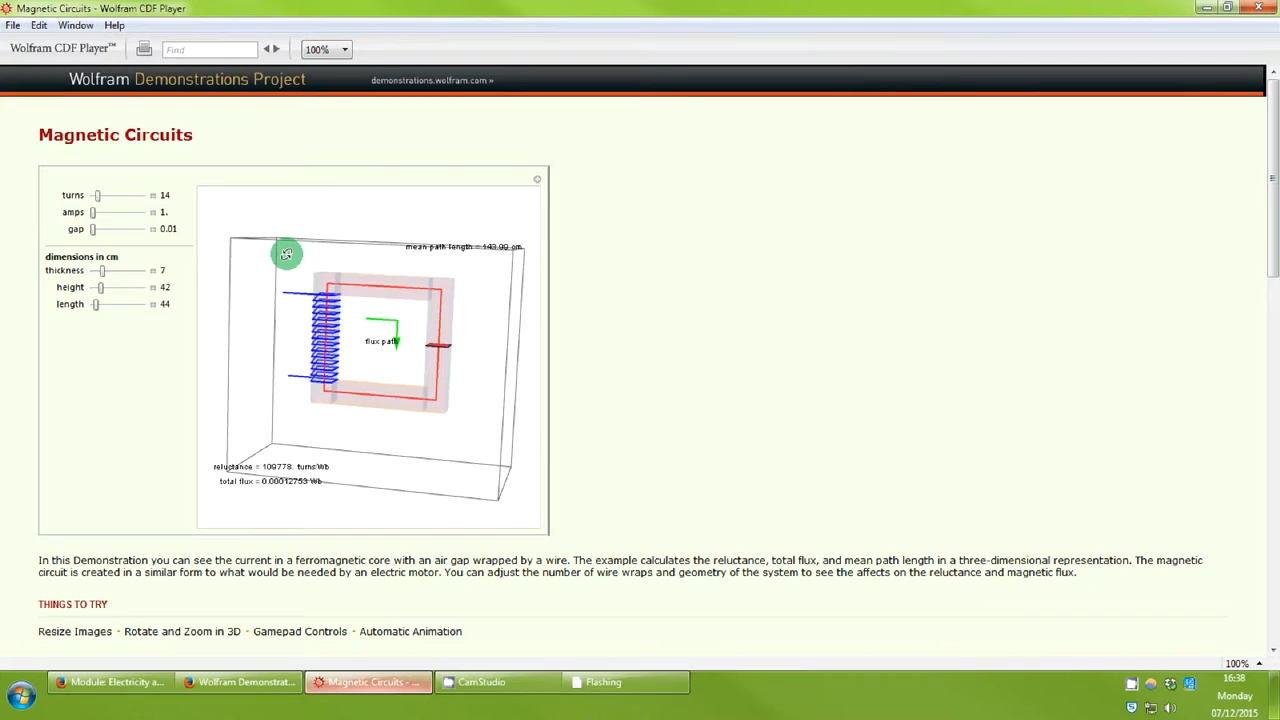 Magnetic Circuits - Wolfram CDF Player
File Edit Window Help
Wolfram CDF Player™ Find 100%
Wolfram Demonstrations Project demonstrations.wolfram.com »
Magnetic Circuits
turns 14
amps 1.
gap 0.01
dimensions in cm
thickness 7
height 42
length 44
mean path length = 143.99 cm
flux path
reluctance = 109778. turns/Wb
total flux = 0.00012753 Wb
In this Demonstration you can see the current in a ferromagnetic core with an air gap wrapped by a wire. The example calculates the reluctance, total flux, and mean path length in a three-dimensional representation. The magnetic
circuit is created in a similar form to what would be needed by an electric motor. You can adjust the number of wire wraps and geometry of the system to see the affects on the reluctance and magnetic flux.
THINGS TO TRY
Resize Images · Rotate and Zoom in 3D · Gamepad Controls · Automatic Animation
100%
Module: Electricity a... Wolfram Demonstrat... Magnetic Circuits - ... CamStudio Flashing
16:38
Monday
07/12/2015